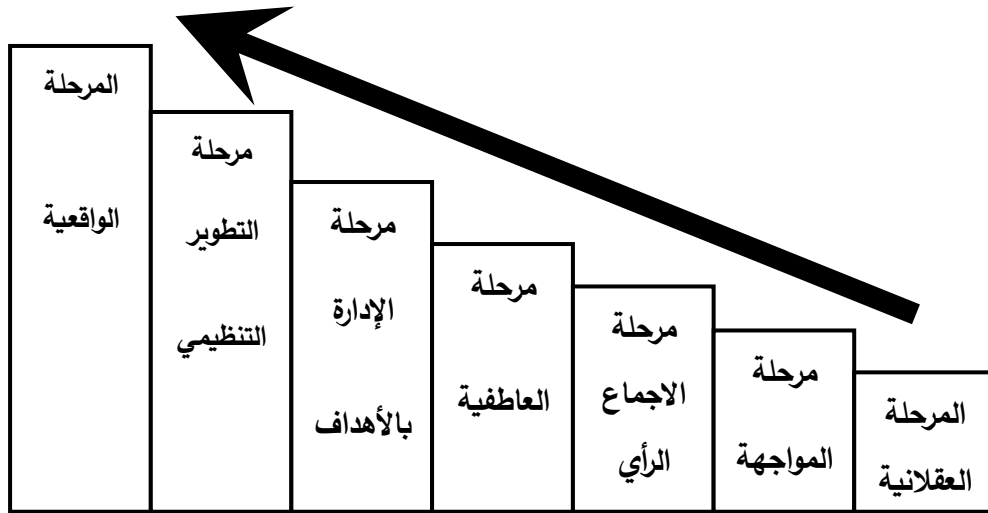 المرحلة
العقلانية
مرحلة
المواجهة
مرحلة
الاجماع
الرأي
مرحلة
العاطفية
مرحلة
الإدارة
بالأهداف
مرحلة
التطوير
التنظيمي
المرحلة
الواقعية